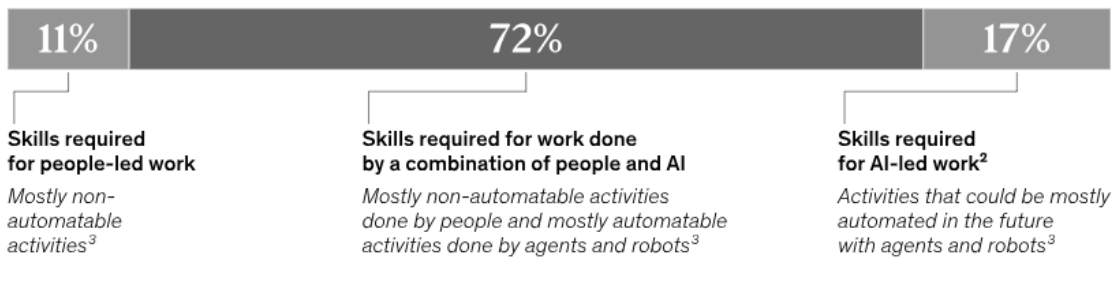 11%
72%
17%
Skills required
for people-led work
Mostly non-
automatable
activities³
Skills required for work done
by a combination of people and AI
Mostly non-automatable activities
done by people and mostly automatable
activities done by agents and robots³
Skills required
for AI-led work²
Activities that could be mostly
automated in the future
with agents and robots³